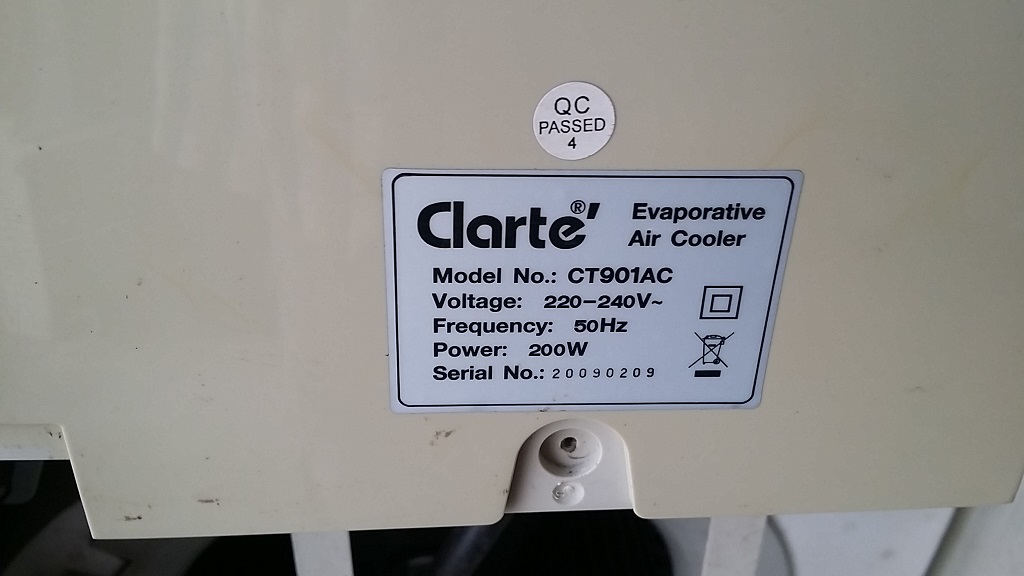 QC
PASSED
4
Clarte'®
Evaporative
Air Cooler
Model No.: CT901AC
Voltage: 220-240V~
Frequency: 50Hz
Power: 200W
Serial No.: 20090209